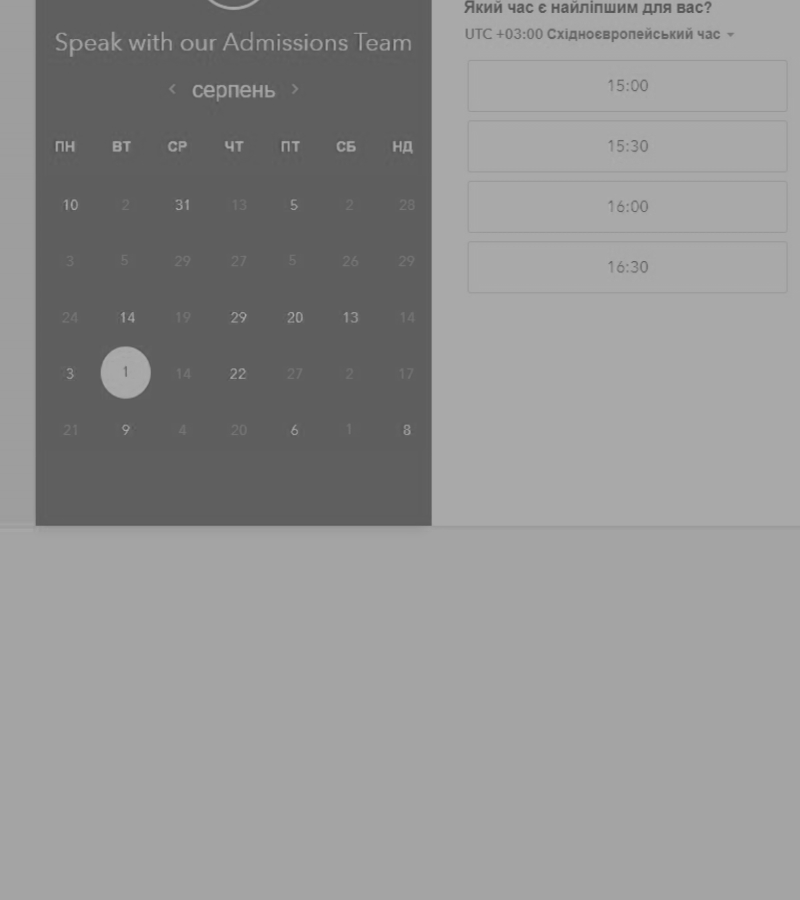 Speak with our Admissions Team
серпень
ПН ВТ СР ЧТ ПТ СБ НД
10 2 31 13 5 2 28
3 5 29 27 5 26 29
24 14 19 29 20 13 14
3 1 14 22 27 2 17
21 9 4 20 6 1 8
Який час є найліпшим для вас?
UTC +03:00 Східноєвропейський час
15:00
15:30
16:00
16:30